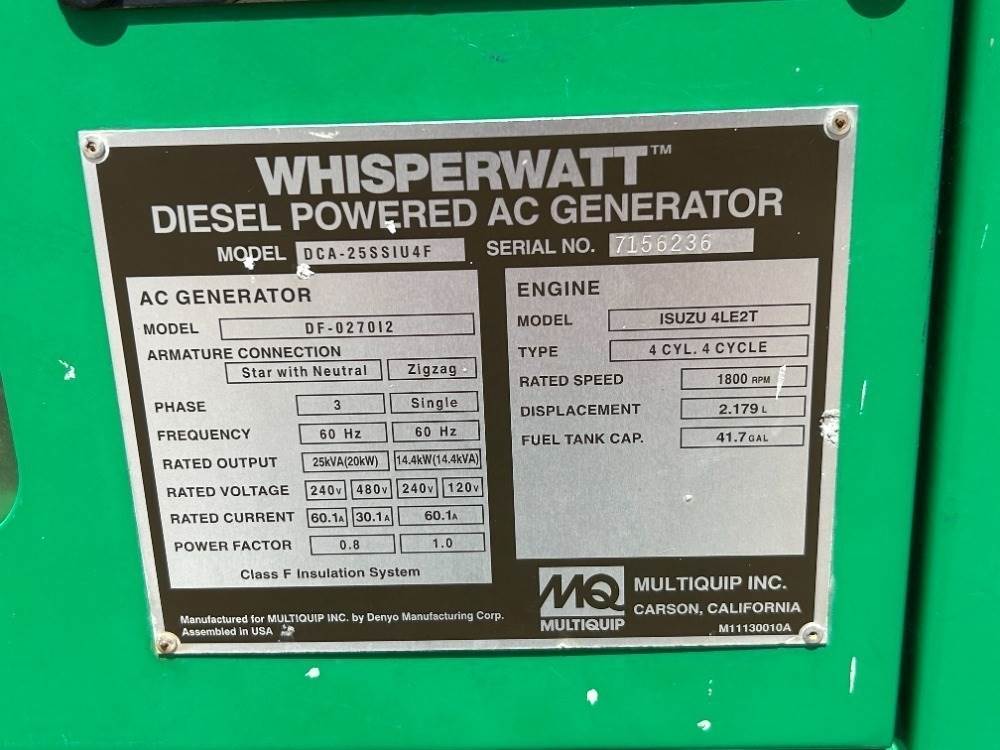 WHISPERWATT™
DIESEL POWERED AC GENERATOR
MODEL DCA-25SSIU4F SERIAL NO. 7156236
AC GENERATOR
MODEL DF-0270I2
ARMATURE CONNECTION
Star with Neutral Zigzag
PHASE 3 Single
FREQUENCY 60 Hz 60 Hz
RATED OUTPUT 25kVA(20kW) 14.4kW(14.4kVA)
RATED VOLTAGE 240V 480V 240V 120V
RATED CURRENT 60.1A 30.1A 60.1A
POWER FACTOR 0.8 1.0
Class F Insulation System
ENGINE
MODEL ISUZU 4LE2T
TYPE 4 CYL. 4 CYCLE
RATED SPEED 1800 RPM
DISPLACEMENT 2.179 L
FUEL TANK CAP. 41.7 GAL
Manufactured for MULTIQUIP INC. by Denyo Manufacturing Corp.
Assembled in USA
MQ
MULTIQUIP
MULTIQUIP INC.
CARSON, CALIFORNIA
M11130010A